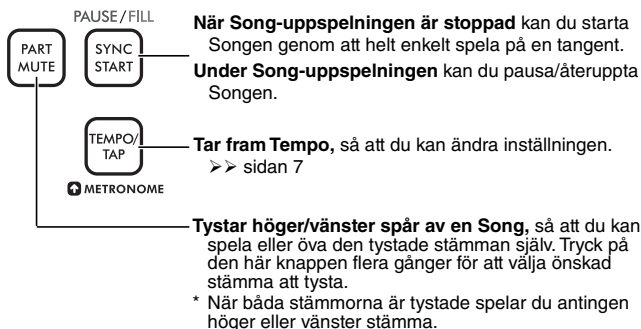 PAUSE/FILL
PART
MUTE
SYNC
START
När Song-uppspelningen är stoppad kan du starta
Songen genom att helt enkelt spela på en tangent.
Under Song-uppspelningen kan du pausa/återuppta
Songen.
TEMPO/
TAP
METRONOME
Tar fram Tempo, så att du kan ändra inställningen.
➢➢ sidan 7
Tystar höger/vänster spår av en Song, så att du kan
spela eller öva den tystade stämman själv. Tryck på
den här knappen flera gånger för att välja önskad
stämma att tysta.
* När båda stämmorna är tystade spelar du antingen
höger eller vänster stämma.